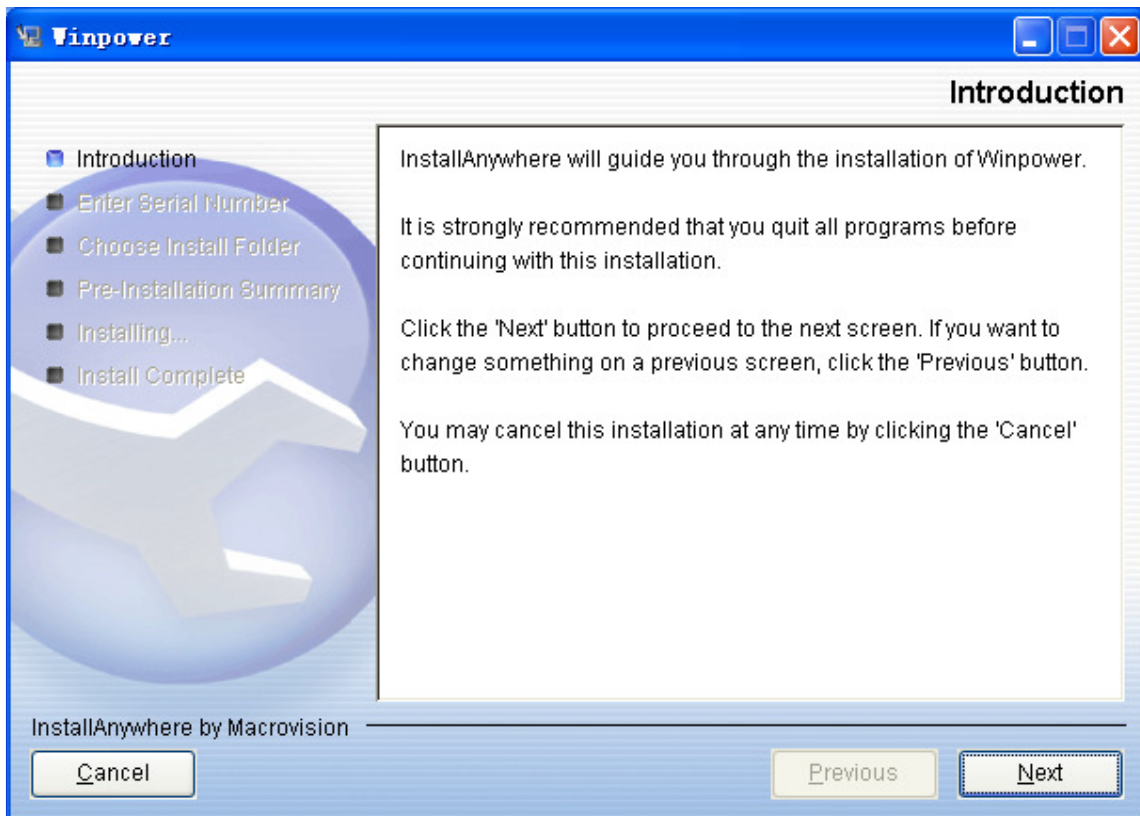 Winpower
Introduction
Introduction
Enter Serial Number
Choose Install Folder
Pre-Installation Summary
Installing...
Install Complete
InstallAnywhere will guide you through the installation of Winpower.
It is strongly recommended that you quit all programs before
continuing with this installation.
Click the 'Next' button to proceed to the next screen. If you want to
change something on a previous screen, click the 'Previous' button.
You may cancel this installation at any time by clicking the 'Cancel'
button.
InstallAnywhere by Macrovision
Cancel
Previous
Next